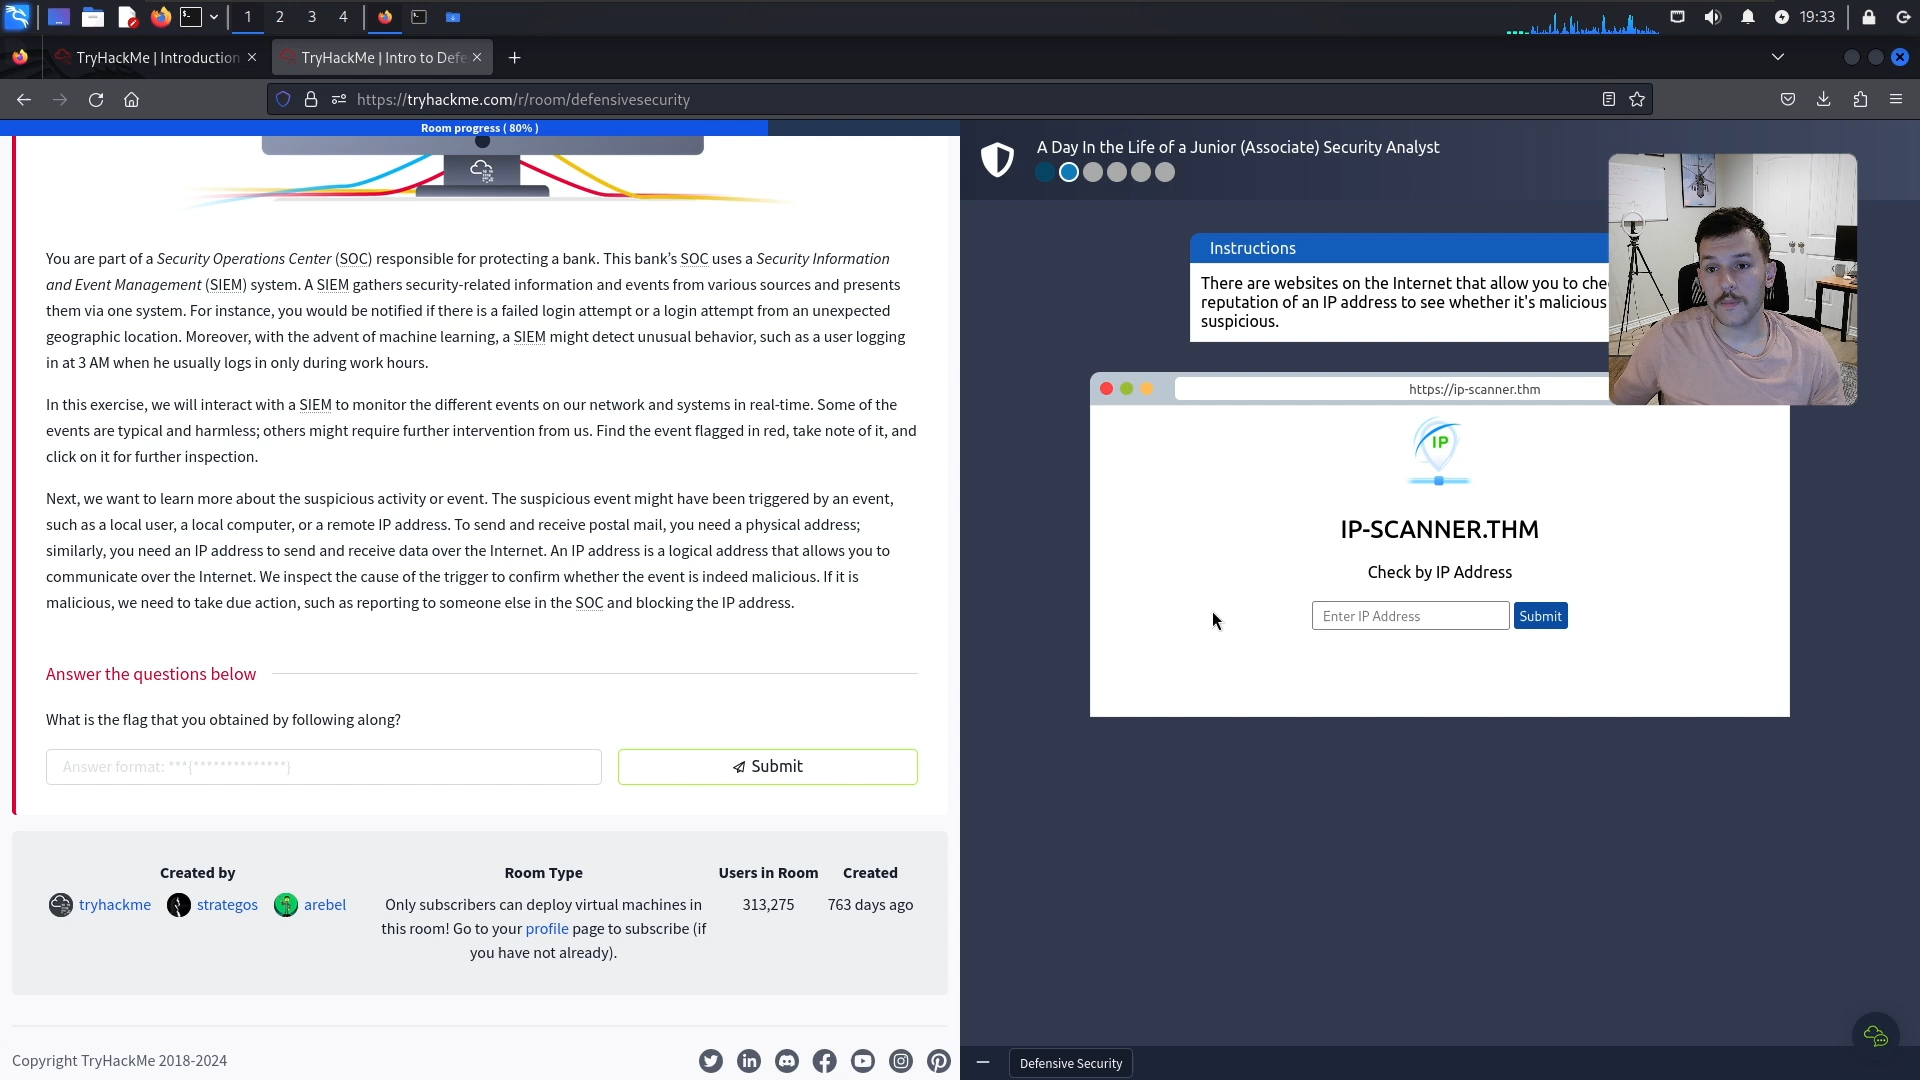 1 2 3 4
19:33
TryHackMe | Introduction
TryHackMe | Intro to Defe
https://tryhackme.com/r/room/defensivesecurity
Room progress ( 80% )
You are part of a Security Operations Center (SOC) responsible for protecting a bank. This bank’s SOC uses a Security Information
and Event Management (SIEM) system. A SIEM gathers security-related information and events from various sources and presents
them via one system. For instance, you would be notified if there is a failed login attempt or a login attempt from an unexpected
geographic location. Moreover, with the advent of machine learning, a SIEM might detect unusual behavior, such as a user logging
in at 3 AM when he usually logs in only during work hours.
In this exercise, we will interact with a SIEM to monitor the different events on our network and systems in real-time. Some of the
events are typical and harmless; others might require further intervention from us. Find the event flagged in red, take note of it, and
click on it for further inspection.
Next, we want to learn more about the suspicious activity or event. The suspicious event might have been triggered by an event,
such as a local user, a local computer, or a remote IP address. To send and receive postal mail, you need a physical address;
similarly, you need an IP address to send and receive data over the Internet. An IP address is a logical address that allows you to
communicate over the Internet. We inspect the cause of the trigger to confirm whether the event is indeed malicious. If it is
malicious, we need to take due action, such as reporting to someone else in the SOC and blocking the IP address.
Answer the questions below
What is the flag that you obtained by following along?
Answer format: ***{**************}
Submit
Created by
tryhackme strategos arebel
Room Type
Only subscribers can deploy virtual machines in
this room! Go to your profile page to subscribe (if
you have not already).
Users in Room
313,275
Created
763 days ago
Copyright TryHackMe 2018-2024
A Day In the Life of a Junior (Associate) Security Analyst
Instructions
There are websites on the Internet that allow you to che
reputation of an IP address to see whether it's malicious
suspicious.
https://ip-scanner.thm
IP
IP-SCANNER.THM
Check by IP Address
Enter IP Address
Submit
Defensive Security